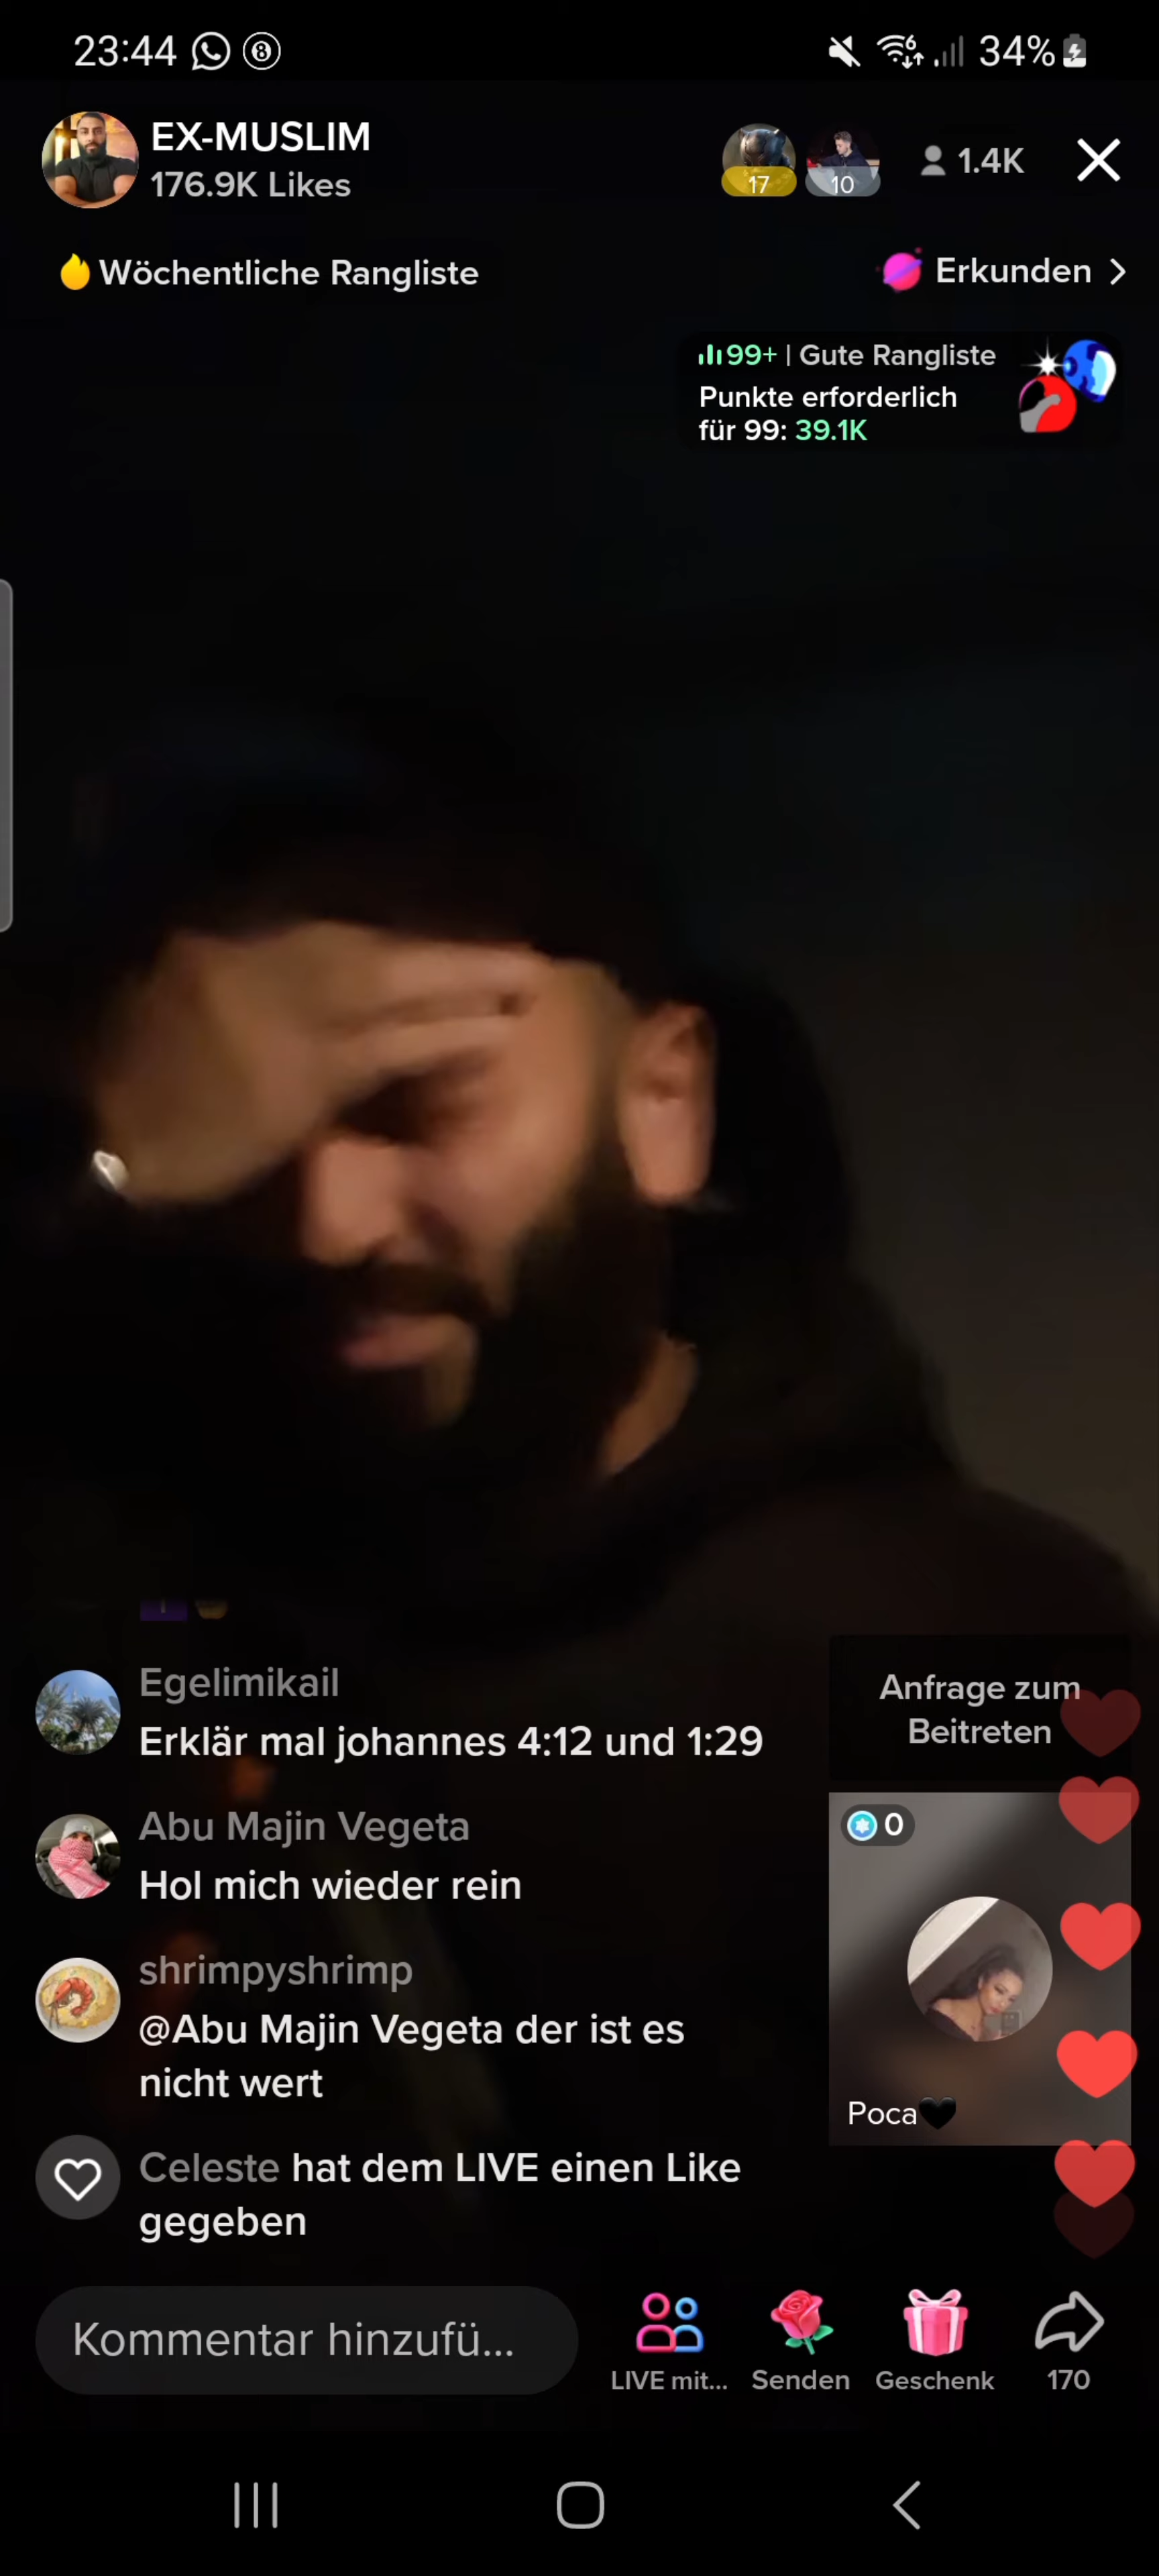 23:44
34%
EX-MUSLIM
176.9K Likes
17
10
1.4K
Wöchentliche Rangliste
Erkunden
99+ | Gute Rangliste
Punkte erforderlich
für 99: 39.1K
Egelimikail
Erklär mal johannes 4:12 und 1:29
Anfrage zum
Beitreten
Abu Majin Vegeta
Hol mich wieder rein
0
shrimpyshrimp
@Abu Majin Vegeta der ist es
nicht wert
Poca🖤
Celeste hat dem LIVE einen Like
gegeben
Kommentar hinzufü...
LIVE mit...
Senden
Geschenk
170